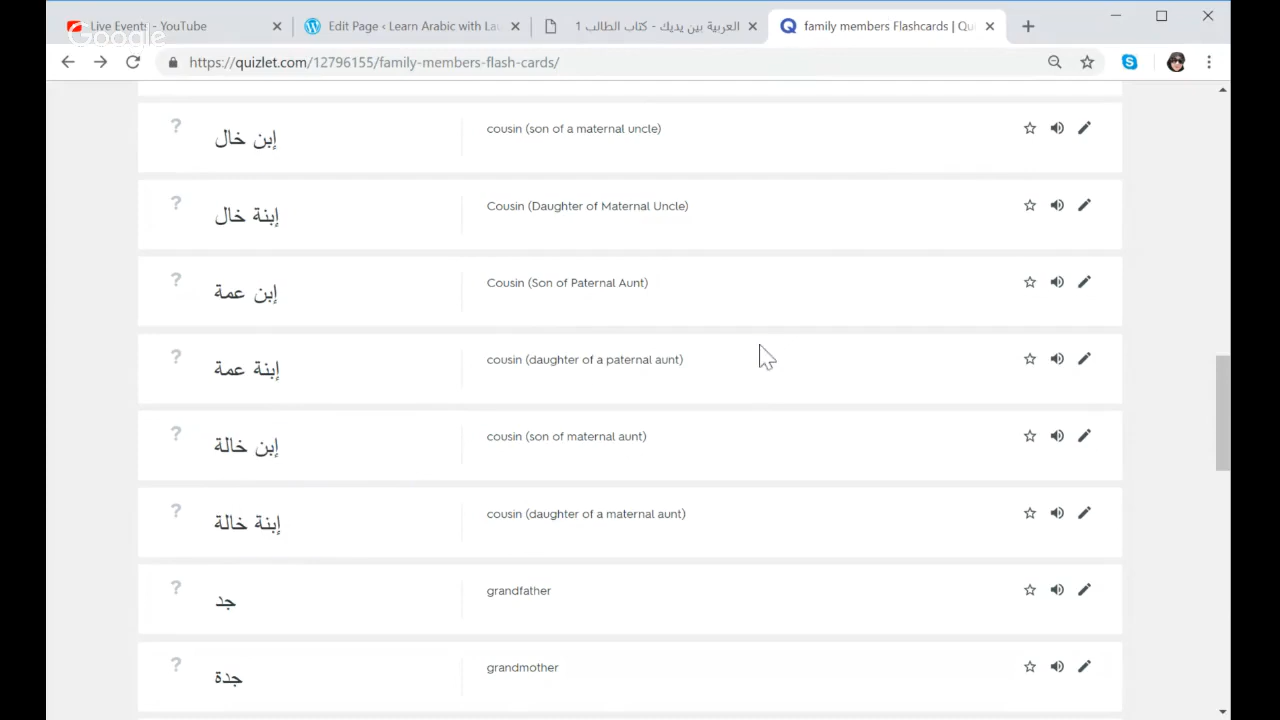 Live Events - YouTube
Edit Page ‹ Learn Arabic with La
العربية بين يديك - كتاب الطالب 1
family members Flashcards | Qui
Google
https://quizlet.com/12796155/family-members-flash-cards/
? إبن خال cousin (son of a maternal uncle)
? إبنة خال Cousin (Daughter of Maternal Uncle)
? إبن عمة Cousin (Son of Paternal Aunt)
? إبنة عمة cousin (daughter of a paternal aunt)
? إبن خالة cousin (son of maternal aunt)
? إبنة خالة cousin (daughter of a maternal aunt)
? جد grandfather
? جدة grandmother